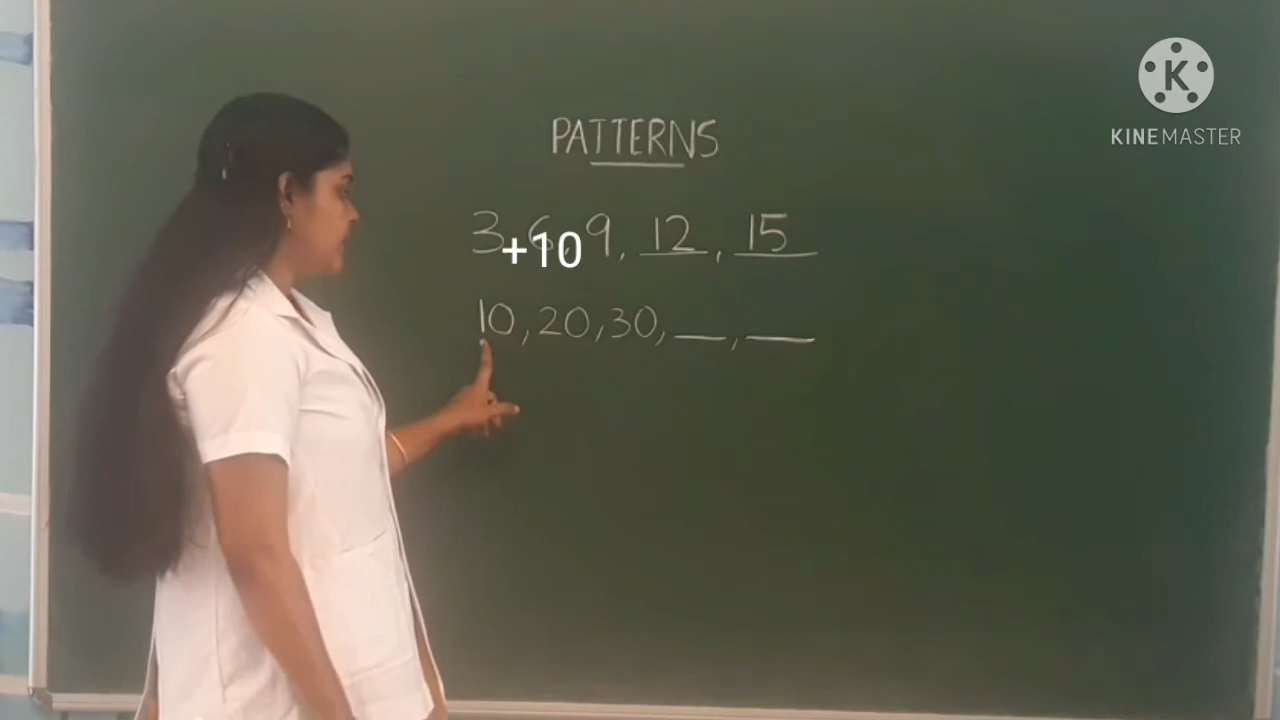 KINEMASTER
PATTERNS
3, 6, 9, 12, 15
+10
10, 20, 30, __, __